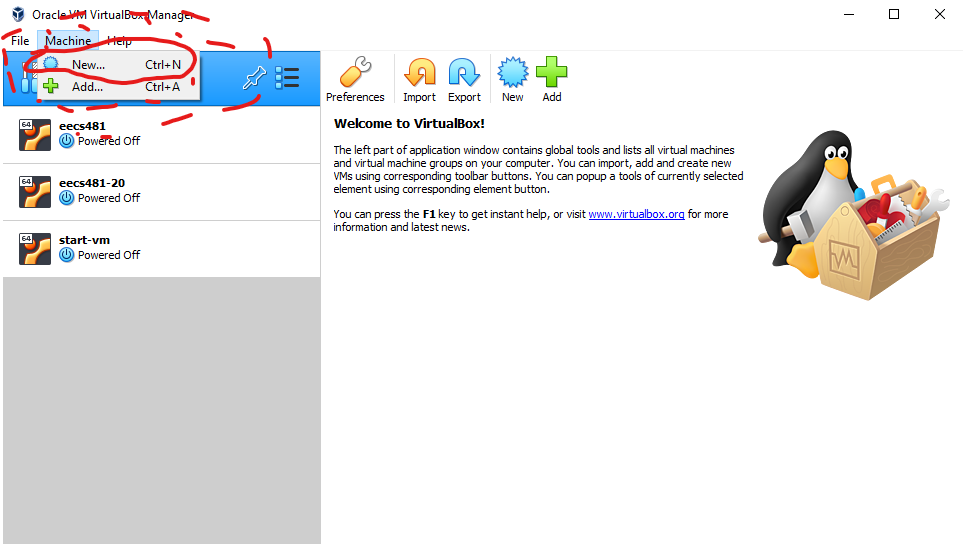 Oracle VM VirtualBox Manager
File Machine Help
New... Ctrl+N
Add... Ctrl+A
Preferences Import Export New Add
64 eecs481
Powered Off
64 eecs481-20
Powered Off
64 start-vm
Powered Off
Welcome to VirtualBox!
The left part of application window contains global tools and lists all virtual machines
and virtual machine groups on your computer. You can import, add and create new
VMs using corresponding toolbar buttons. You can popup a tools of currently selected
element using corresponding element button.
You can press the F1 key to get instant help, or visit www.virtualbox.org for more
information and latest news.